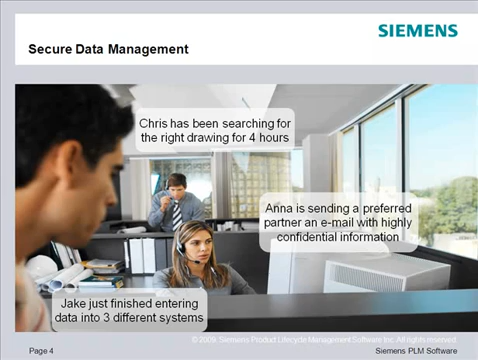 SIEMENS
Secure Data Management
Chris has been searching for
the right drawing for 4 hours
Anna is sending a preferred
partner an e-mail with highly
confidential information
Jake just finished entering
data into 3 different systems
© 2009. Siemens Product Lifecycle Management Software Inc. All rights reserved
Page 4
Siemens PLM Software